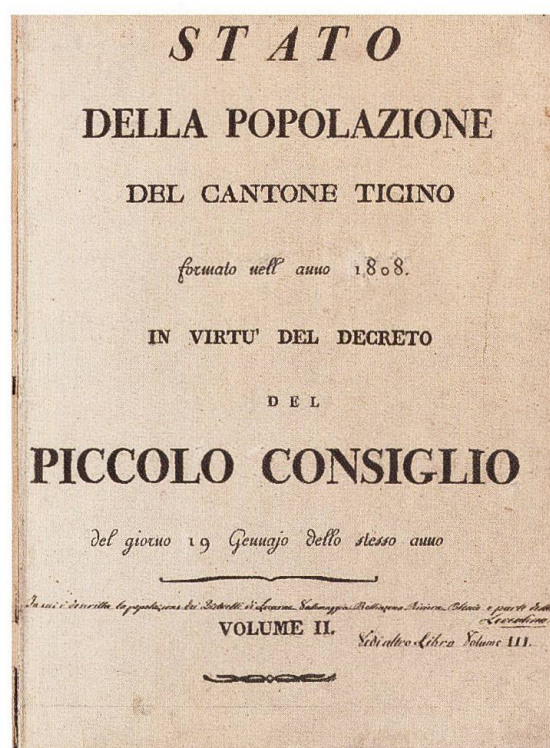 STATO
DELLA POPOLAZIONE
DEL CANTONE TICINO
formato nell' anno 1808.
IN VIRTU' DEL DECRETO
DEL
PICCOLO CONSIGLIO
del giorno 19 Gennajo dello stesso anno
In cui è descritta la popolazione dei Distretti di Locarno Vallemaggia Bellinzona Riviera Blenio e parte della
Leventina
VOLUME II.
Vedi altro Libro Volume III.